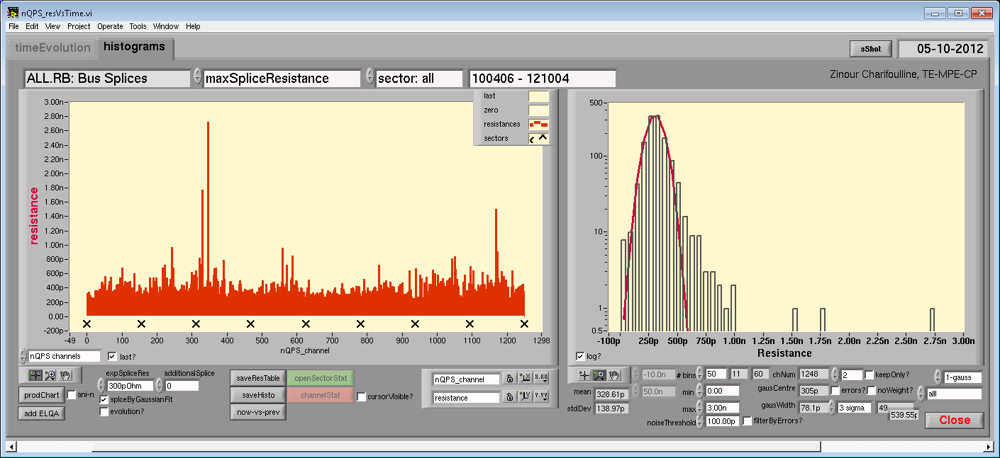 nQPS_resVsTime.vi
File Edit View Project Operate Tools Window Help
timeEvolution histograms sShot 05-10-2012
ALL.RB: Bus Splices maxSpliceResistance sector: all 100406 - 121004 Zinour Charifoulline, TE-MPE-CP
last
zero
resistances
sectors
3.00n
2.80n
2.60n
2.40n
2.20n
2.00n
1.80n
1.60n
1.40n
1.20n
1.00n
800p
600p
400p
200p
0.00
-200p
resistance
-49 0 100 200 300 400 500 600 700 800 900 1000 1100 1200 1298
nQPS_channel
500
100
10
1
0.5
-100p 250p 500p 750p 1.00n 1.25n 1.50n 1.75n 2.00n 2.25n 2.50n 2.75n 3.00n
Resistance
nQPS channels last?
log?
expSpliceRes additionalSplice
300pOhm 0
prodChart ani-n
splceByGaussianFit
add ELQA evolution?
saveResTable openSectorStat
saveHisto channelStat
now-vs-prev
cursorVisible?
nQPS_channel
resistance
-10.0n # bins 50 11 60 chNum 1248 2 keepOnly? 1-gauss
mean 328.61p 50.0n min 0.00 gausCentre 305p errors? noWeight? alll
stdDev 138.97p max 3.00n gausWidth 78.1p 3 sigma 49
539.55p
noiseThreshold 100.00p filterByErrors?
Close